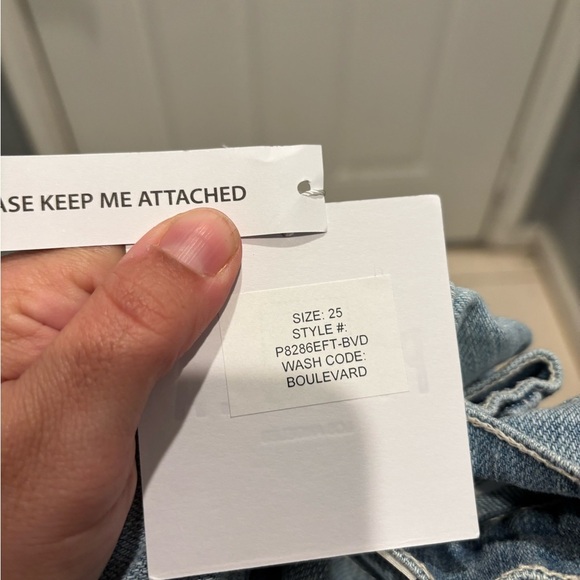 ASE KEEP ME ATTACHED
SIZE: 25
STYLE #:
P8286EFT-BVD
WASH CODE:
BOULEVARD